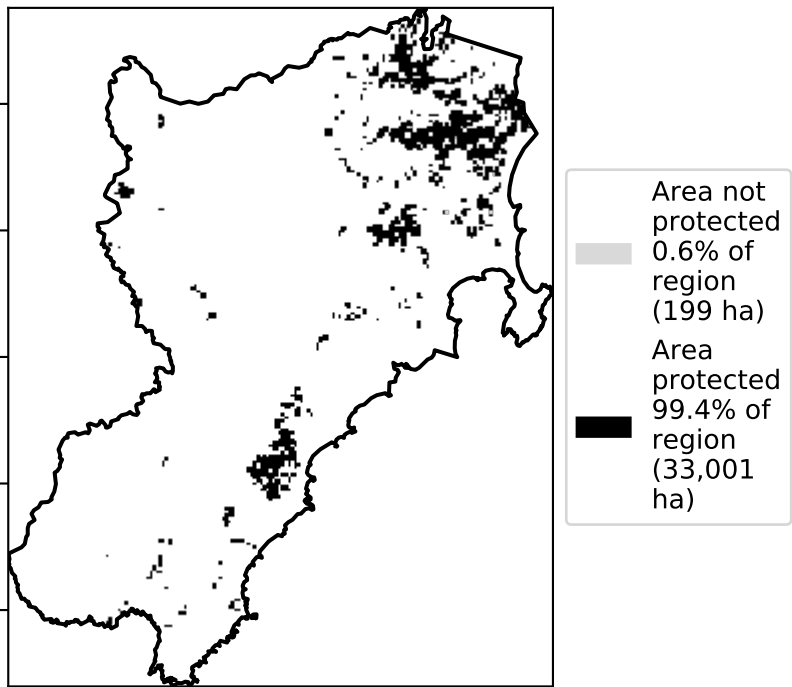 Area not
protected
0.6% of
region
(199 ha)
Area
protected
99.4% of
region
(33,001
ha)